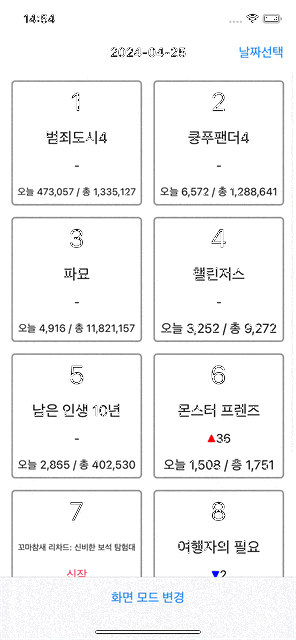 14:54
2024-04-25 날짜선택
1
범죄도시4
-
오늘 473,057 / 총 1,335,127
2
쿵푸팬더4
-
오늘 6,572 / 총 1,288,641
3
파묘
-
오늘 4,916 / 총 11,821,157
4
챌린저스
-
오늘 3,252 / 총 9,272
5
남은 인생 10년
-
오늘 2,865 / 총 402,530
6
몬스터 프렌즈
▲36
오늘 1,508 / 총 1,751
7
꼬마참새 리차드: 신비한 보석 탐험대
신작
8
여행자의 필요
▼2
화면 모드 변경